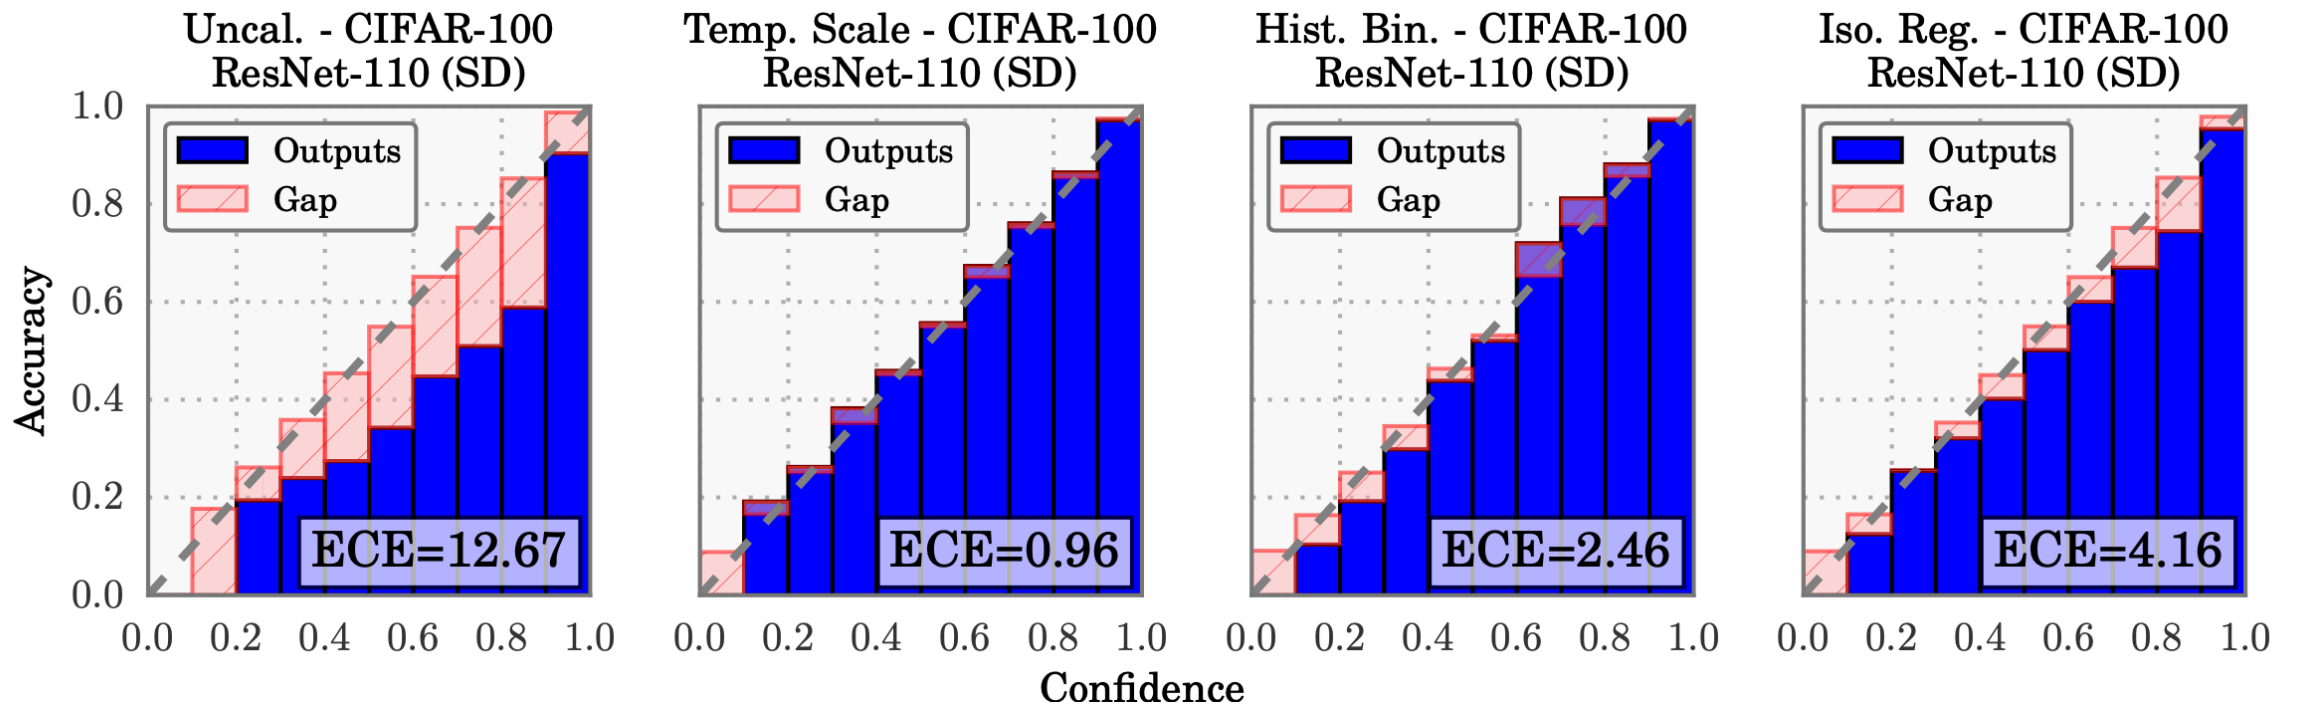 Uncal. - CIFAR-100
ResNet-110 (SD)
Temp. Scale - CIFAR-100
ResNet-110 (SD)
Hist. Bin. - CIFAR-100
ResNet-110 (SD)
Iso. Reg. - CIFAR-100
ResNet-110 (SD)
Accuracy
1.0
0.8
0.6
0.4
0.2
0.0
Outputs
Gap
ECE=12.67
0.0 0.2 0.4 0.6 0.8 1.0
Outputs
Gap
ECE=0.96
0.0 0.2 0.4 0.6 0.8 1.0
Outputs
Gap
ECE=2.46
0.0 0.2 0.4 0.6 0.8 1.0
Outputs
Gap
ECE=4.16
0.0 0.2 0.4 0.6 0.8 1.0
Confidence